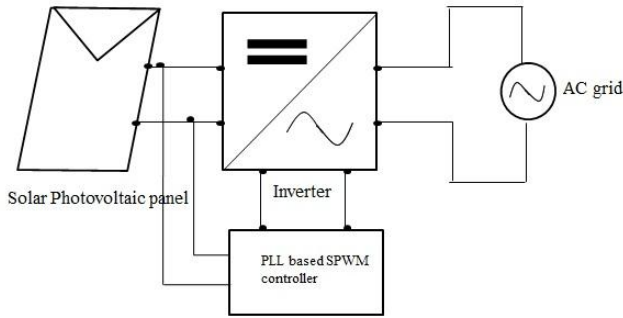 AC grid
Solar Photovoltaic panel
Inverter
PLL based SPWM
controller